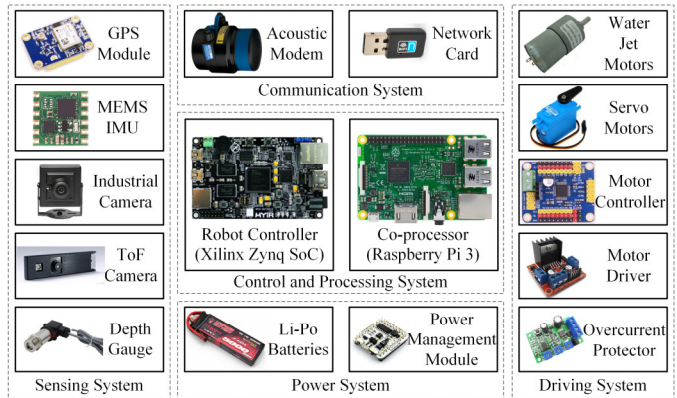 GPS
Module
MEMS
IMU
Industrial
Camera
ToF
Camera
Depth
Gauge
Sensing System
Acoustic
Modem
Network
Card
Communication System
Robot Controller
(Xilinx Zynq SoC)
Co-processor
(Raspberry Pi 3)
Control and Processing System
Li-Po
Batteries
Power
Management
Module
Power System
Water
Jet
Motors
Servo
Motors
Motor
Controller
Motor
Driver
Overcurrent
Protector
Driving System